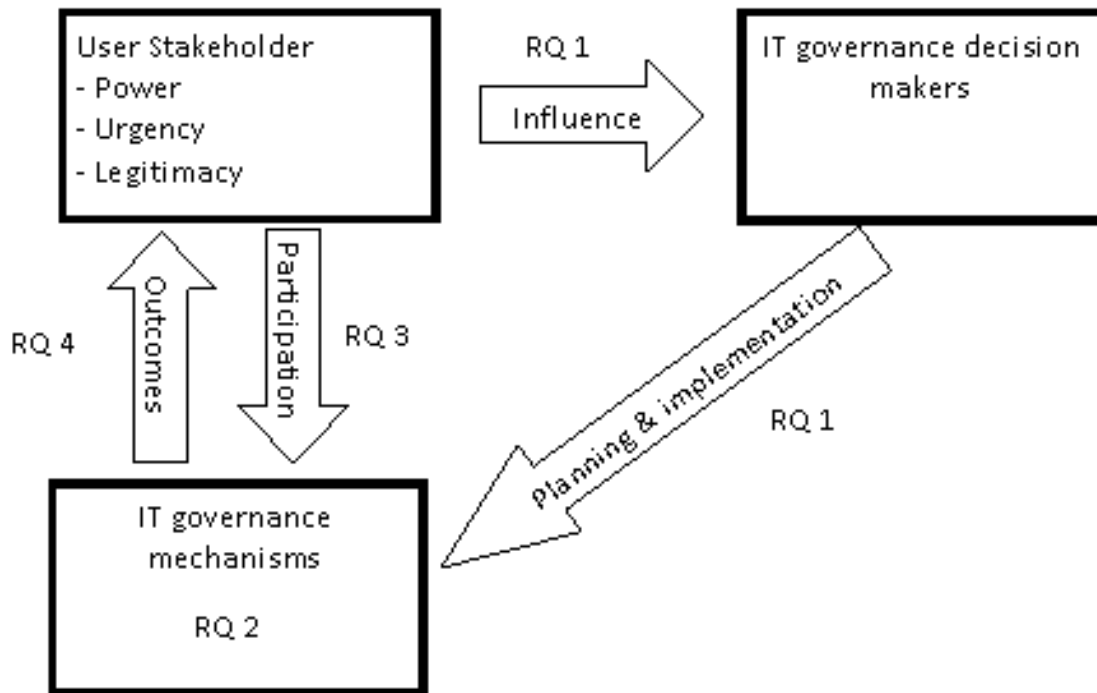 User Stakeholder
- Power
- Urgency
- Legitimacy
RQ 1
Influence
IT governance decision
makers
Outcomes
Participation
RQ 4
RQ 3
Planning & implementation
RQ 1
IT governance
mechanisms
RQ 2